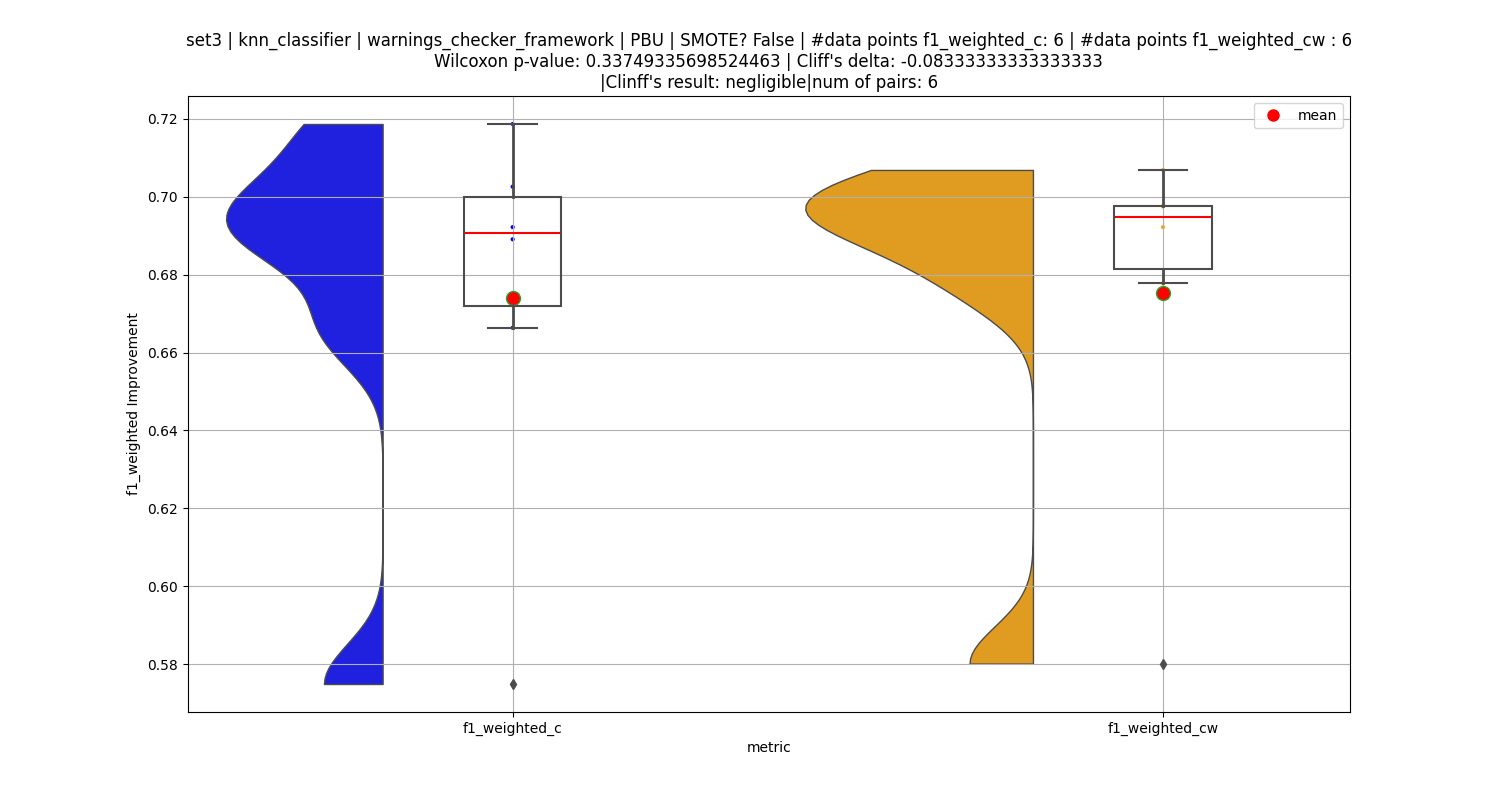 set3 | knn_classifier | warnings_checker_framework | PBU | SMOTE? False | #data points f1_weighted_c: 6 | #data points f1_weighted_cw : 6
Wilcoxon p-value: 0.33749335698524463 | Cliff's delta: -0.08333333333333333
|Clinff's result: negligible|num of pairs: 6
mean
0.72
0.70
0.68
0.66
0.64
0.62
0.60
0.58
f1_weighted Improvement
f1_weighted_c
f1_weighted_cw
metric